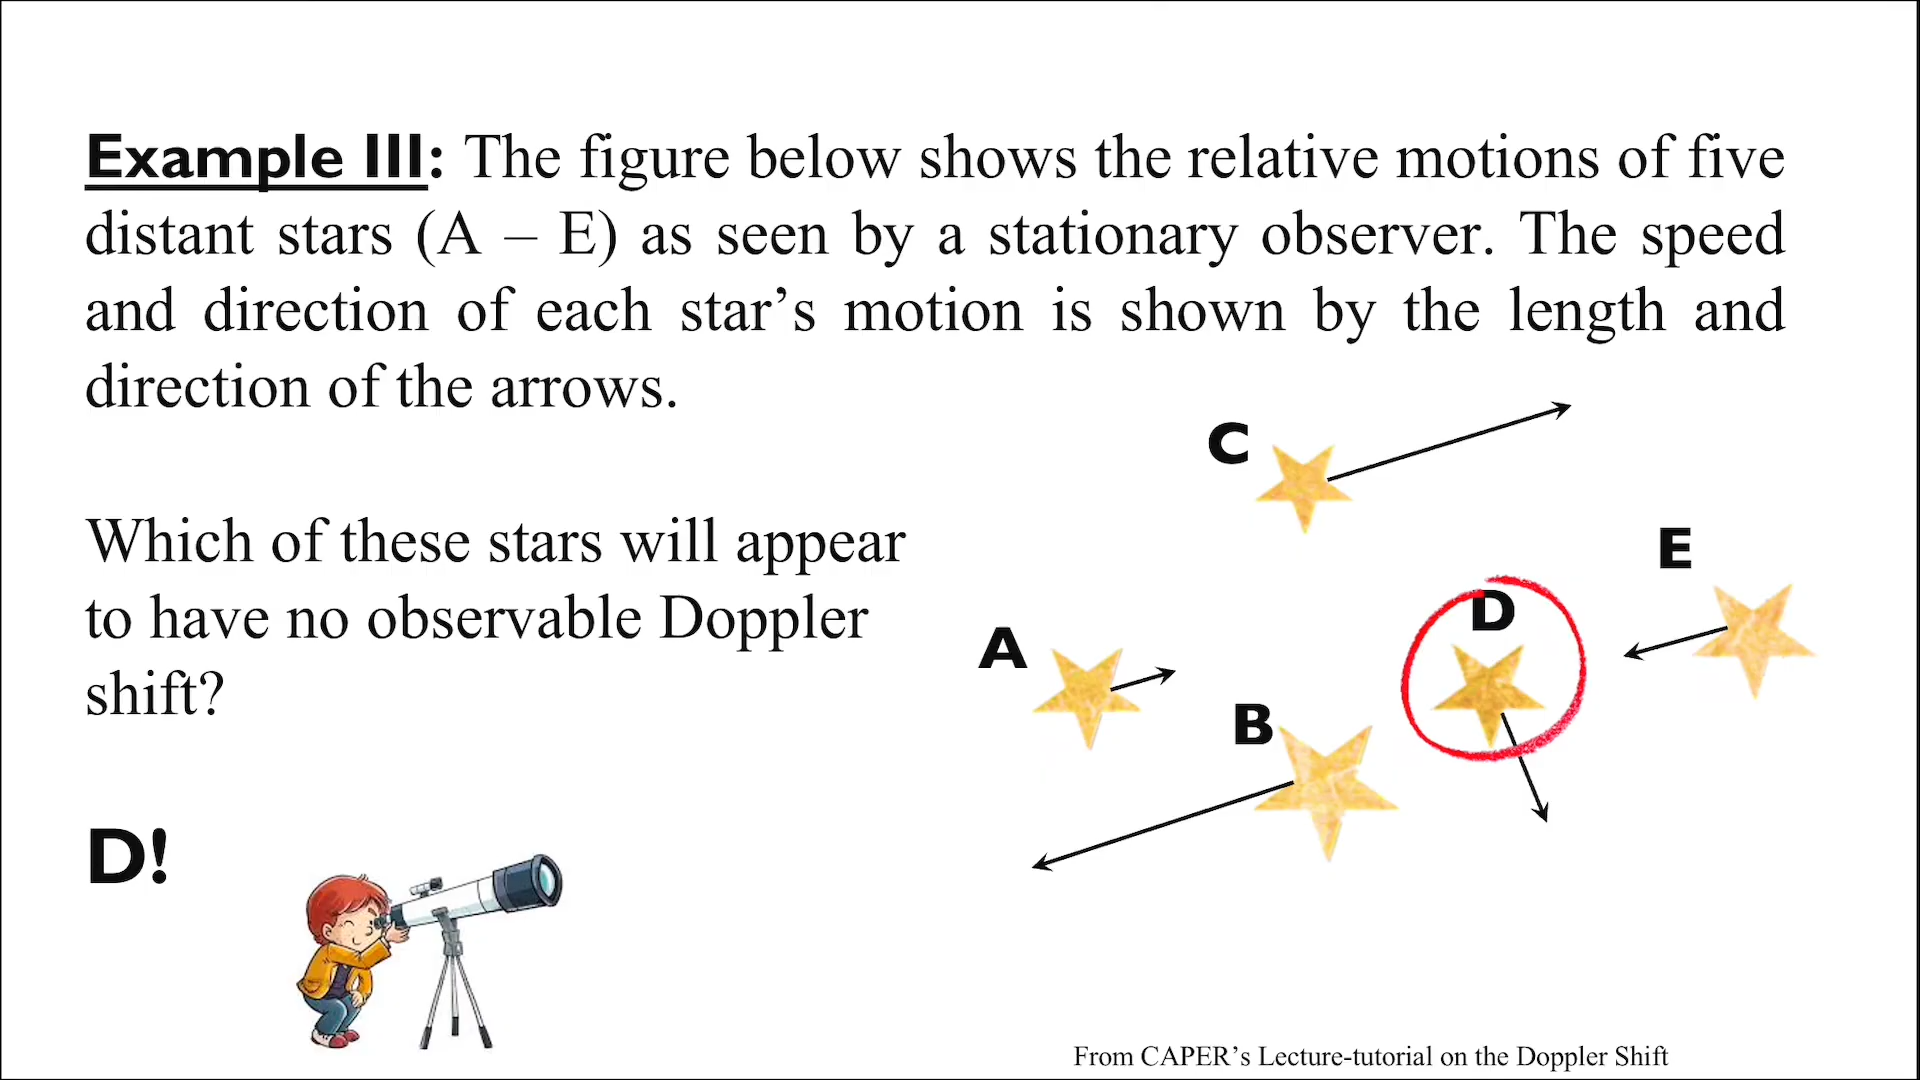 Example III: The figure below shows the relative motions of five
distant stars (A – E) as seen by a stationary observer. The speed
and direction of each star’s motion is shown by the length and
direction of the arrows.
C
Which of these stars will appear
to have no observable Doppler
shift?
E
D
A
B
D!
From CAPER’s Lecture-tutorial on the Doppler Shift